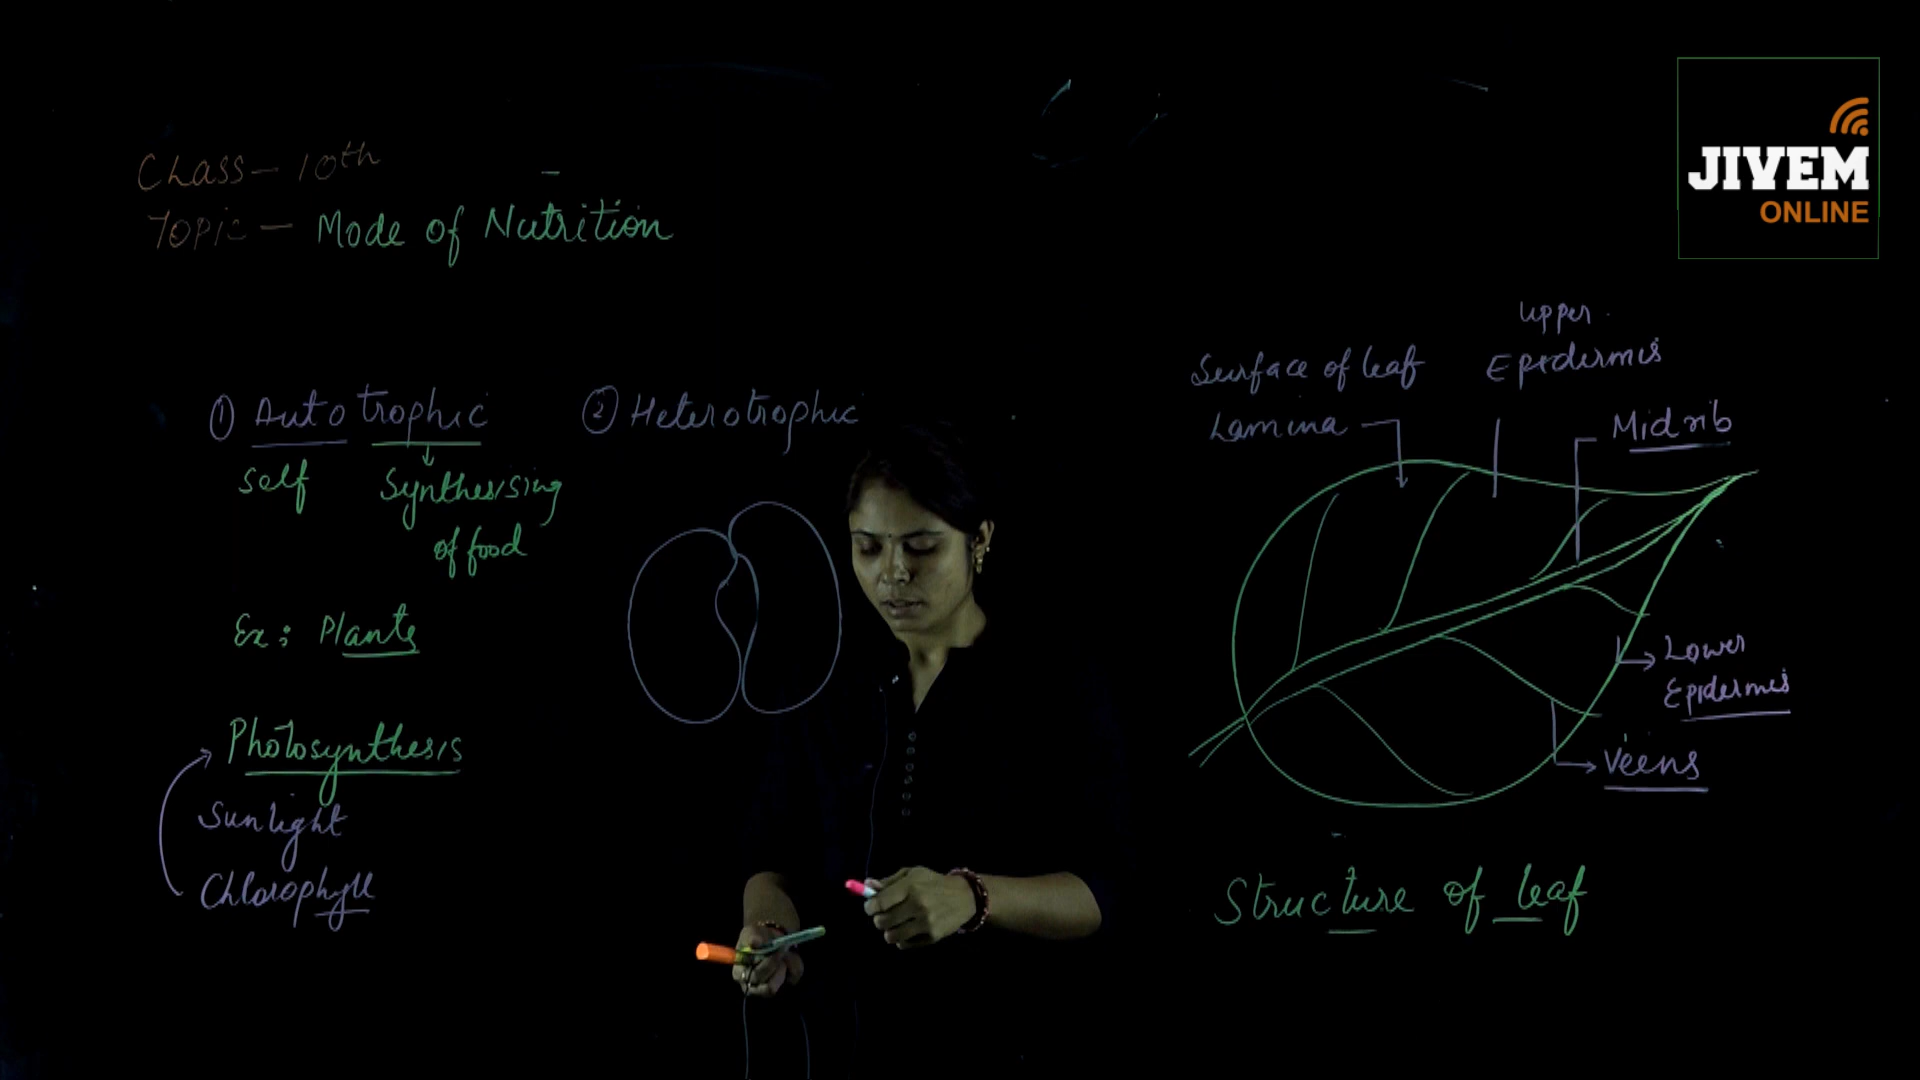 Class - 10th
Topic - Mode of Nutrition
JIVEM
ONLINE
① Autotrophic
Self
Synthesising
of food
Ex: Plants
Photosynthesis
Sunlight
Chlorophyll
② Heterotrophic
Surface of leaf
Lamina
Upper
Epidermis
Midrib
Lower
Epidermis
Veens
Structure of leaf